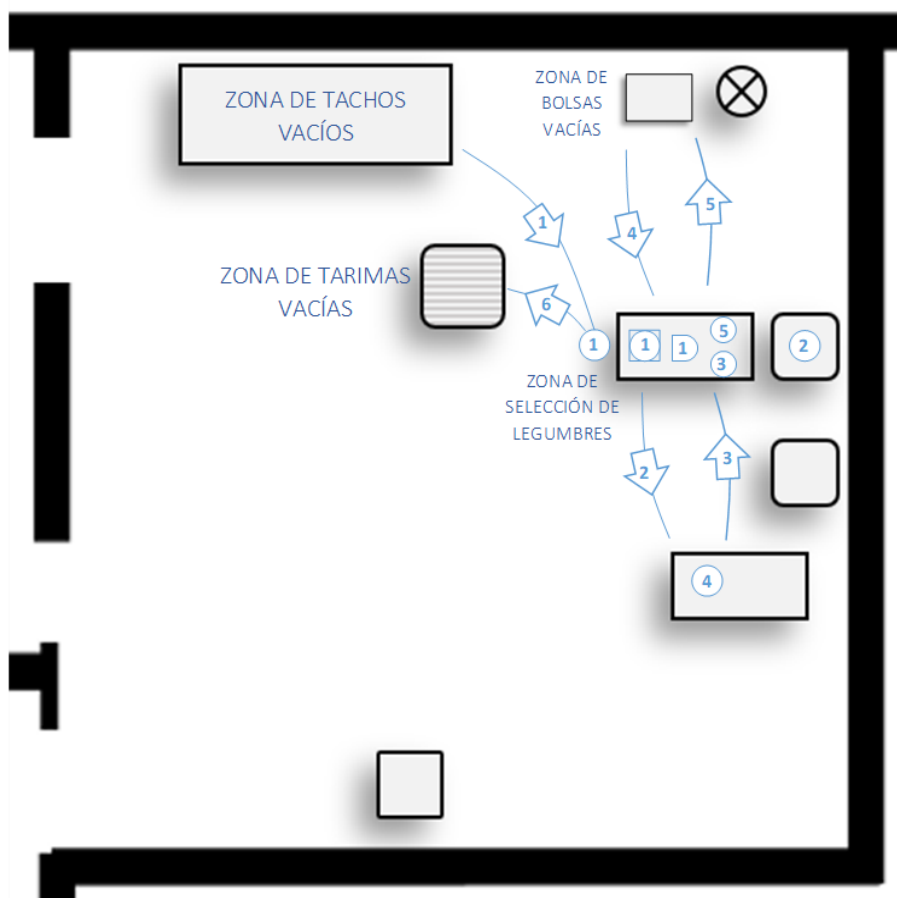 ZONA DE TACHOS
VACÍOS
ZONA DE
BOLSAS
VACÍAS
1
4
5
ZONA DE TARIMAS
VACÍAS
6
1
1
1
5
3
2
ZONA DE
SELECCIÓN DE
LEGUMBRES
2
3
4